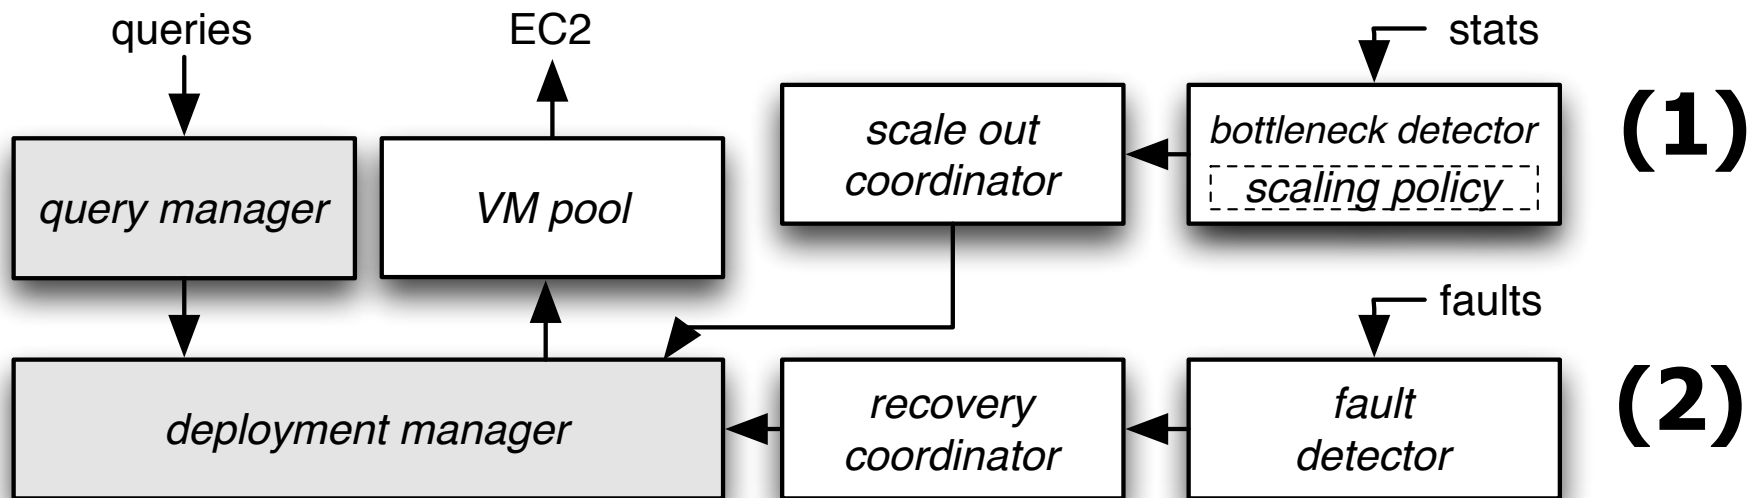 queries
EC2
stats
query manager
VM pool
scale out
coordinator
bottleneck detector
scaling policy
(1)
faults
deployment manager
recovery
coordinator
fault
detector
(2)